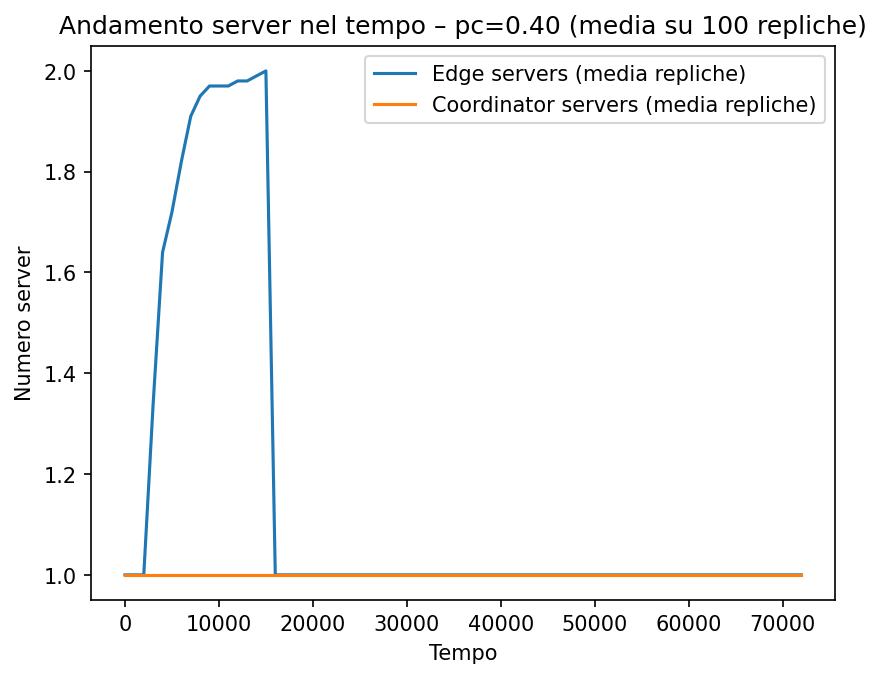 Andamento server nel tempo – pc=0.40 (media su 100 repliche)
Edge servers (media repliche)
Coordinator servers (media repliche)
Numero server
2.0
1.8
1.6
1.4
1.2
1.0
0 10000 20000 30000 40000 50000 60000 70000
Tempo